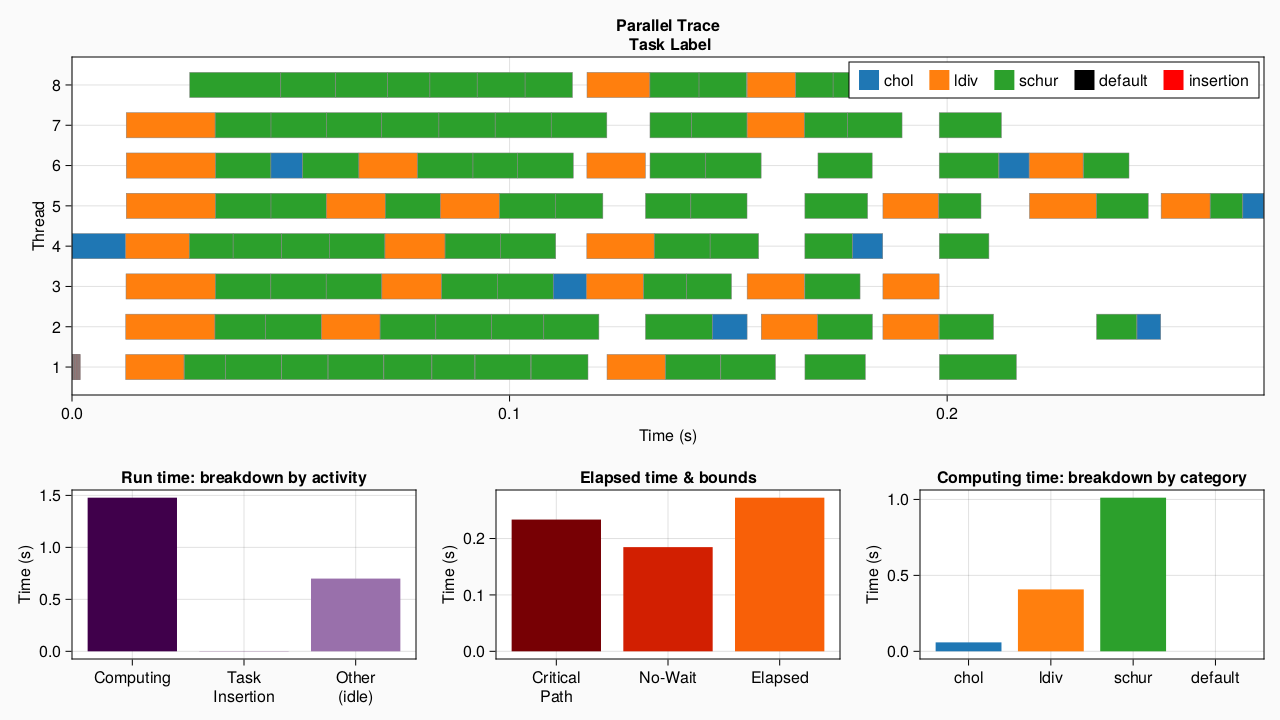 Parallel Trace
Task Label
chol ldiv schur default insertion
Thread
8
7
6
5
4
3
2
1
0.0 0.1 0.2
Time (s)
Run time: breakdown by activity
Time (s)
1.5
1.0
0.5
0.0
Computing Task Insertion Other (idle)
Elapsed time & bounds
Time (s)
0.2
0.1
0.0
Critical Path No-Wait Elapsed
Computing time: breakdown by category
Time (s)
1.0
0.5
0.0
chol ldiv schur default